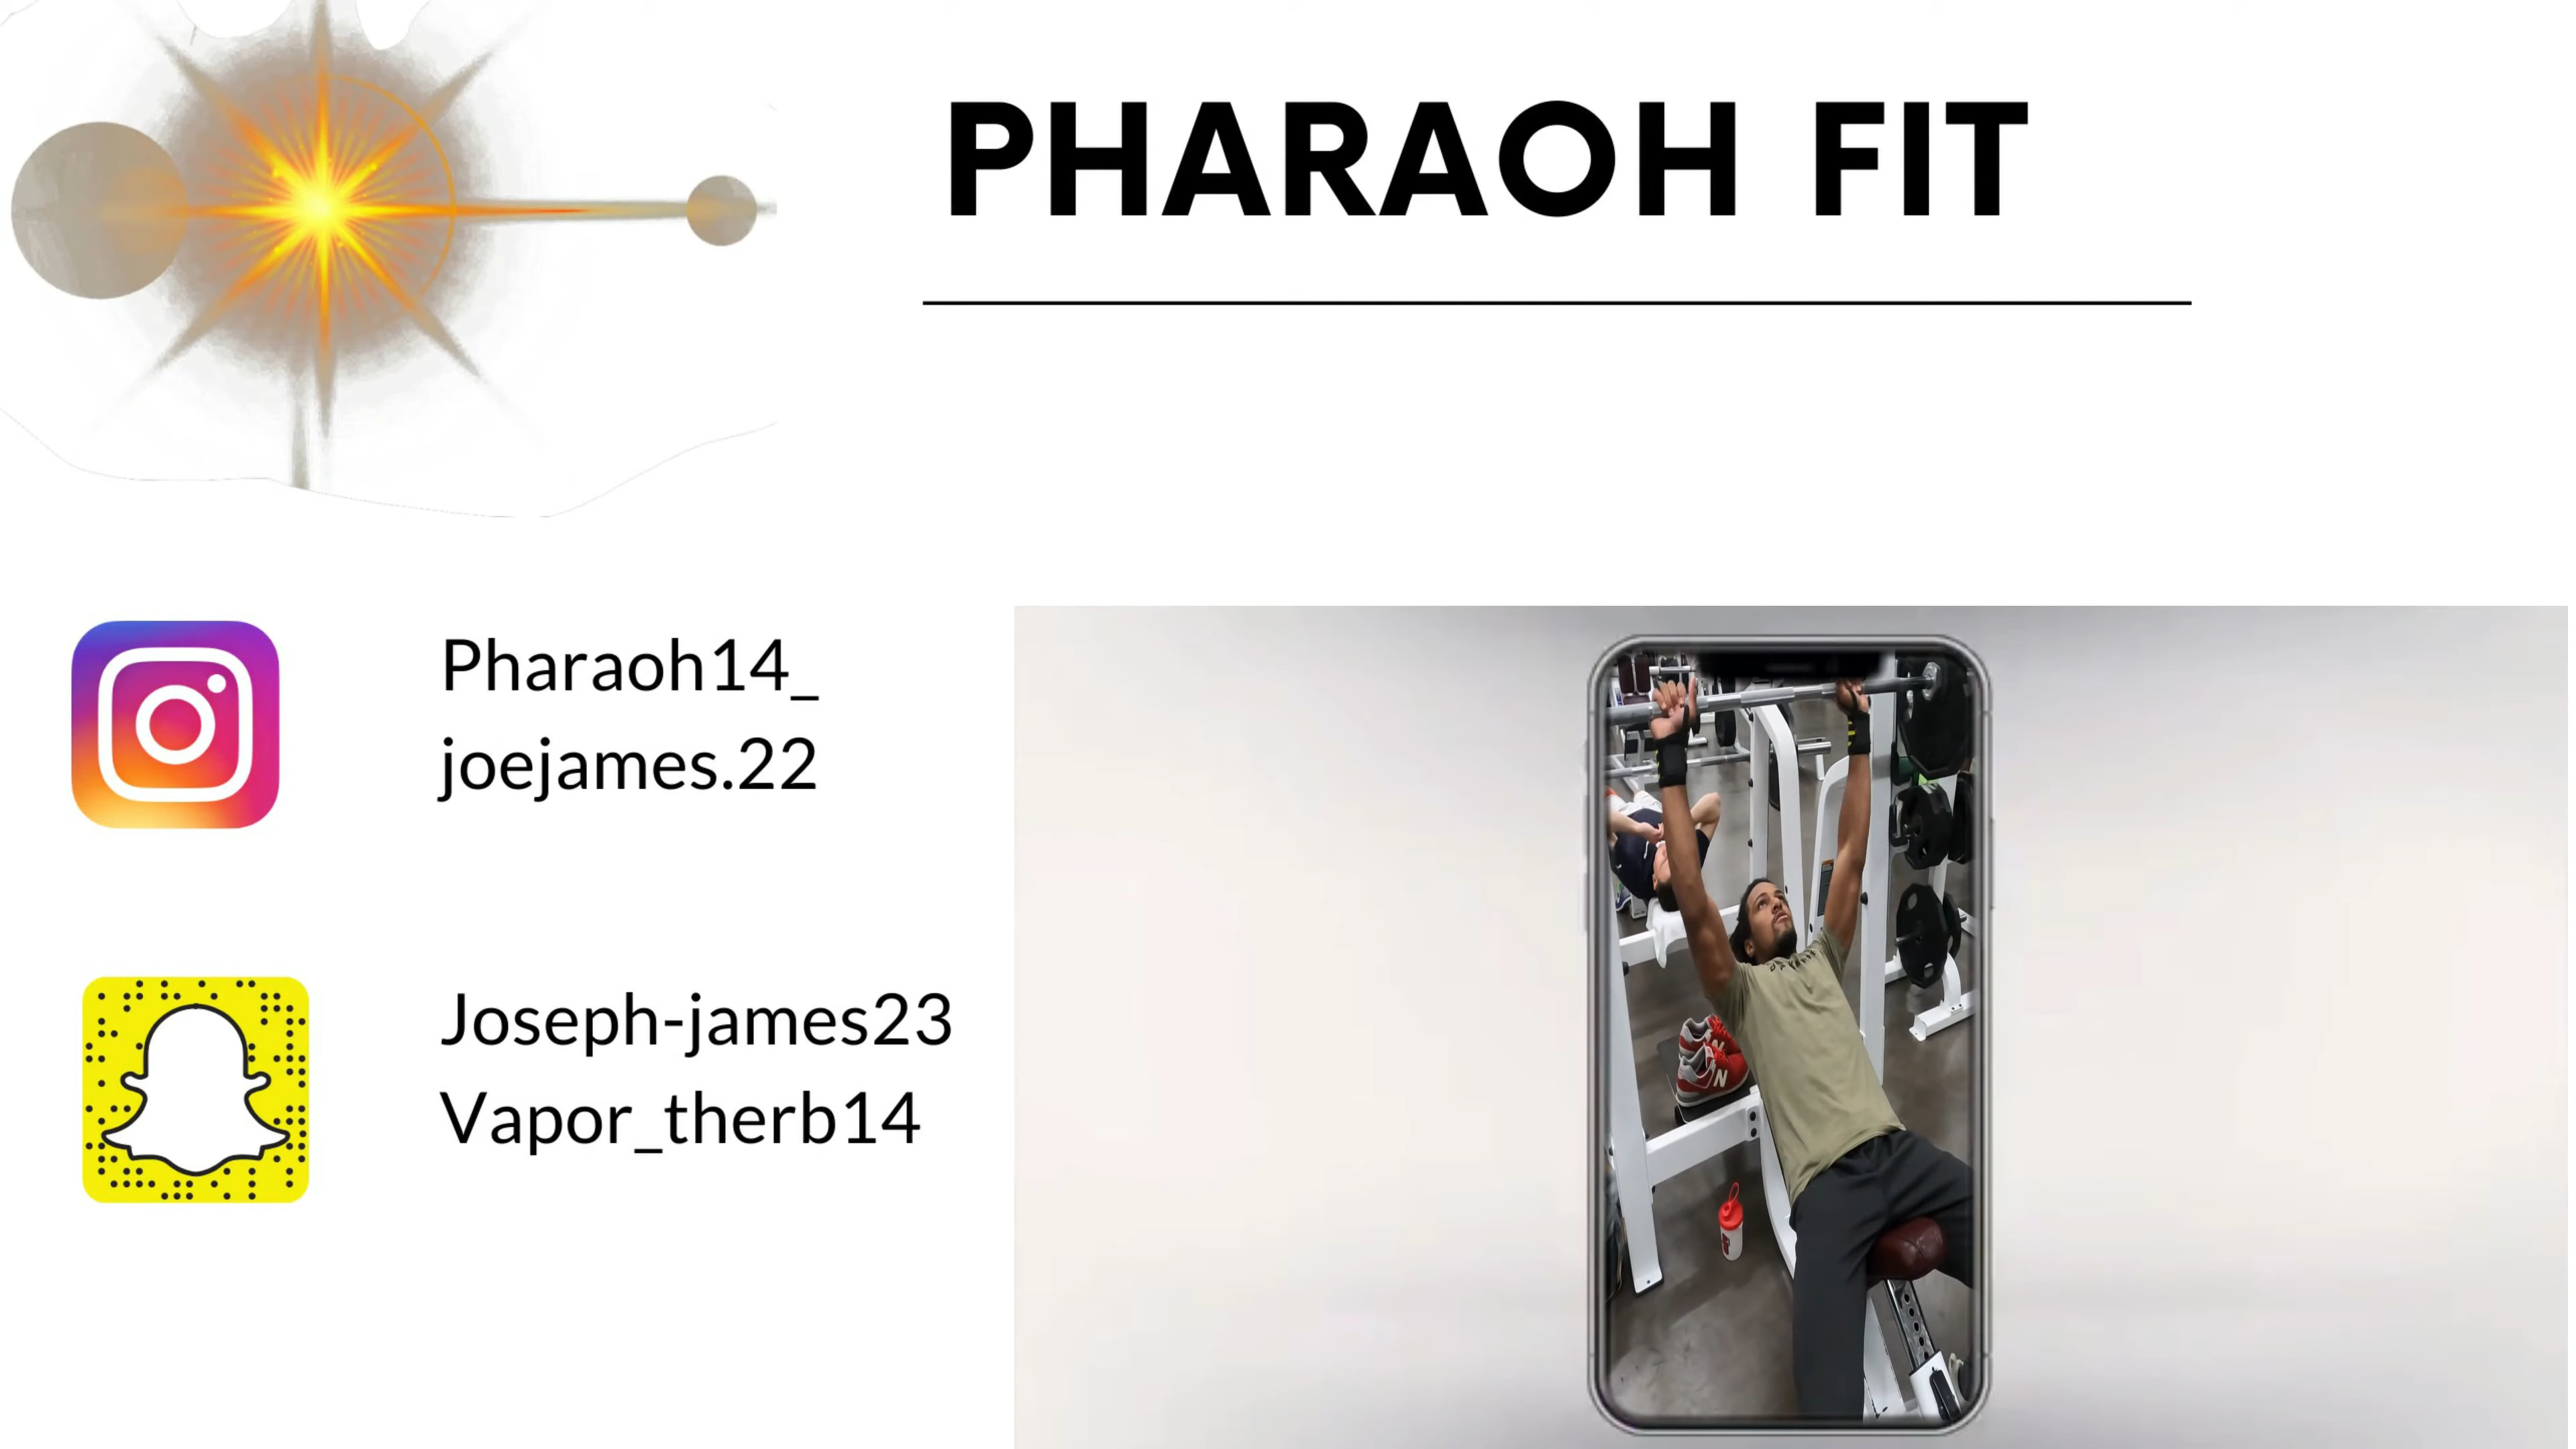 PHARAOH FIT
Pharaoh14_
joejames.22
Joseph-james23
Vapor_therb14
N